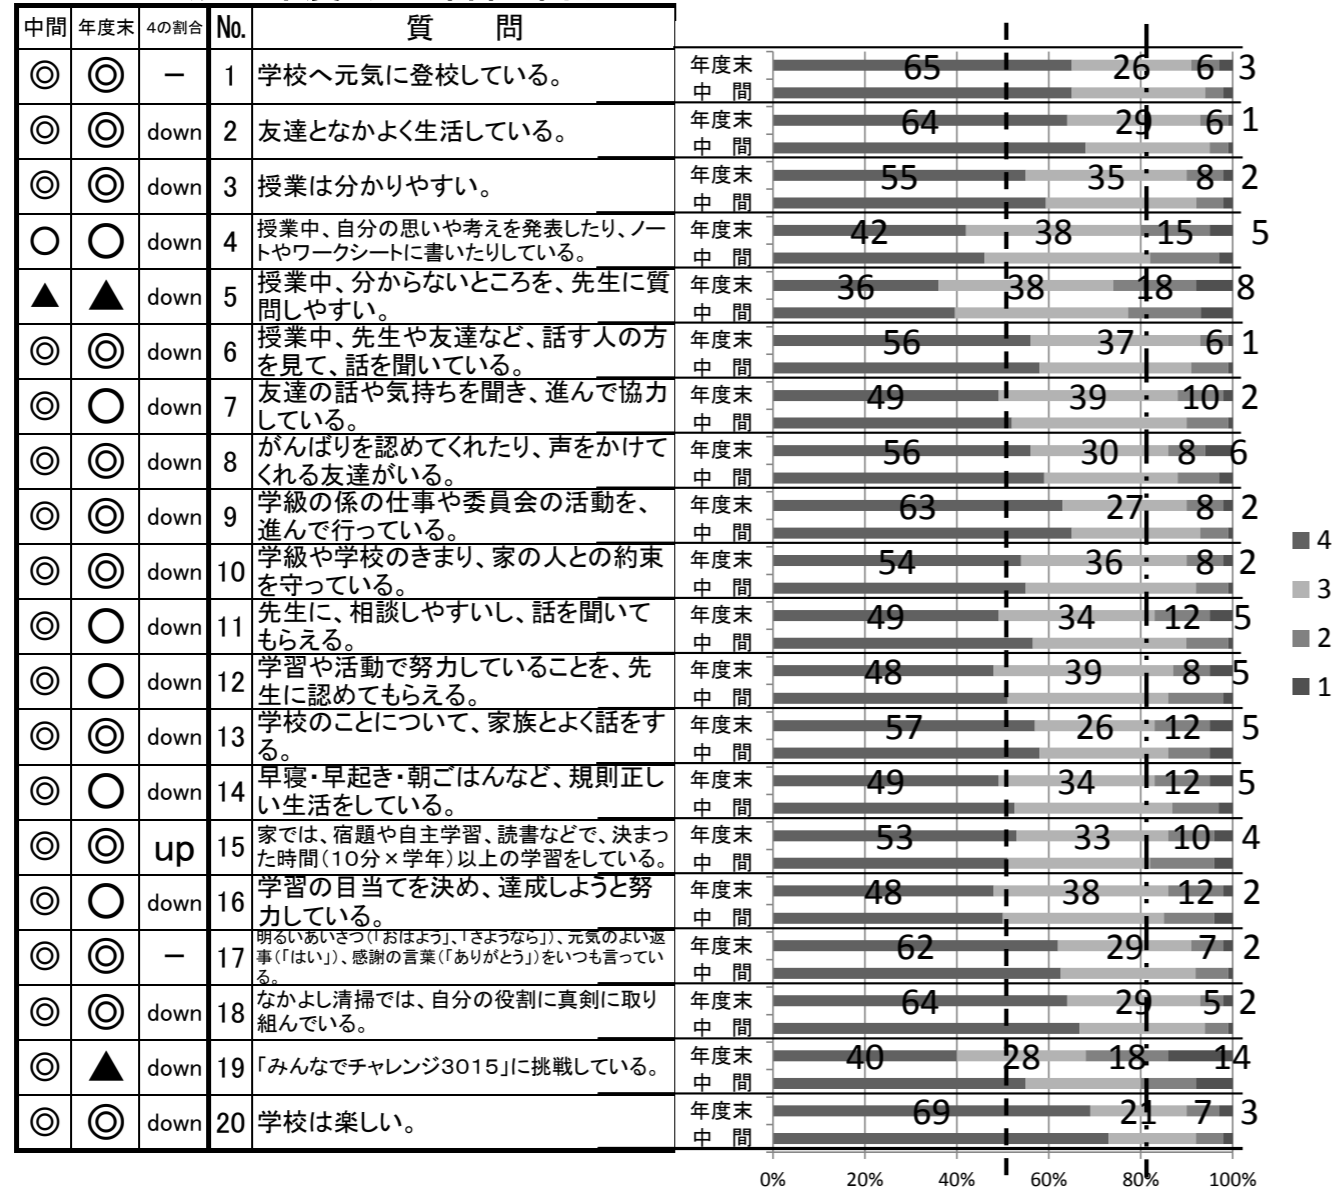 中間 年度末 4の割合 No. 質 問
◎ ◎ － 1 学校へ元気に登校している。 年度末 65 26 6 3
中 間
◎ ◎ down 2 友達となかよく生活している。 年度末 64 29 6 1
中 間
◎ ◎ down 3 授業は分かりやすい。 年度末 55 35 8 2
中 間
○ ○ down 4 授業中、自分の思いや考えを発表したり、ノー 年度末 42 38 15 5
トやワークシートに書いたりしている。 中 間
▲ ▲ down 5 授業中、分からないところを、先生に質 年度末 36 38 18 8
問しやすい。 中 間
◎ ◎ down 6 授業中、先生や友達など、話す人の方 年度末 56 37 6 1
を見て、話を聞いている。 中 間
◎ ○ down 7 友達の話や気持ちを聞き、進んで協力 年度末 49 39 10 2
している。 中 間
◎ ◎ down 8 がんばりを認めてくれたり、声をかけて 年度末 56 30 8 6
くれる友達がいる。 中 間
◎ ◎ down 9 学級の係の仕事や委員会の活動を、 年度末 63 27 8 2
進んで行っている。 中 間
◎ ◎ down 10 学級や学校のきまり、家の人との約束 年度末 54 36 8 2
を守っている。 中 間
◎ ○ down 11 先生に、相談しやすいし、話を聞いて 年度末 49 34 12 5
もらえる。 中 間
◎ ○ down 12 学習や活動で努力していることを、先 年度末 48 39 8 5
生に認めてもらえる。 中 間
◎ ◎ down 13 学校のことについて、家族とよく話をす 年度末 57 26 12 5
る。 中 間
◎ ○ down 14 早寝・早起き・朝ごはんなど、規則正し 年度末 49 34 12 5
い生活をしている。 中 間
◎ ◎ up 15 家では、宿題や自主学習、読書などで、決まっ 年度末 53 33 10 4
た時間（10分×学年）以上の学習をしている。 中 間
◎ ○ down 16 学習の目当てを決め、達成しようと努 年度末 48 38 12 2
力している。 中 間
◎ ◎ － 17 明るいあいさつ（「おはよう」、「さようなら」）、元気のよい返 年度末 62 29 7 2
事（「はい」）、感謝の言葉（「ありがとう」）をいつも言ってい 中 間
る。
◎ ◎ down 18 なかよし清掃では、自分の役割に真剣に取り 年度末 64 29 5 2
組んでいる。 中 間
◎ ▲ down 19 「みんなでチャレンジ3015」に挑戦している。 年度末 40 28 18 14
中 間
◎ ◎ down 20 学校は楽しい。 年度末 69 21 7 3
中 間
0% 20% 40% 60% 80% 100%
4
3
2
1